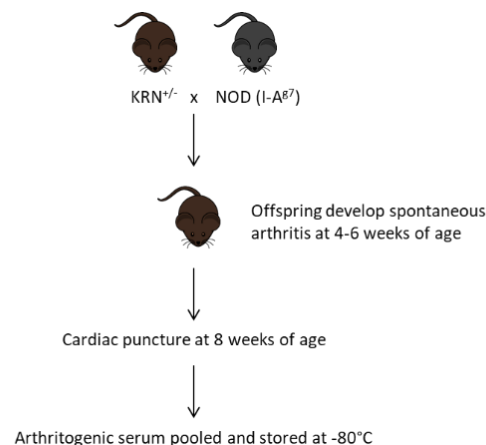 KRN+/- x NOD (I-Ag7)
Offspring develop spontaneous
arthritis at 4-6 weeks of age
Cardiac puncture at 8 weeks of age
Arthritogenic serum pooled and stored at -80°C